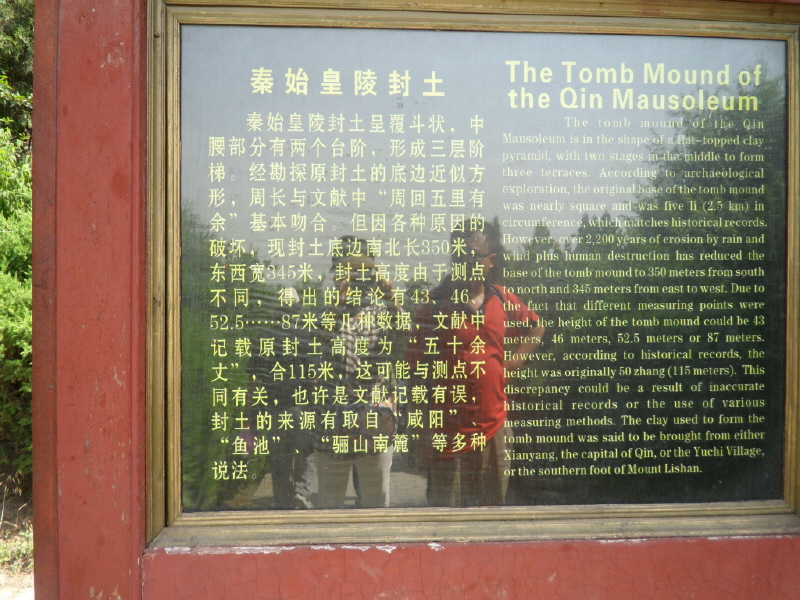 秦始皇陵封土
秦始皇陵封土呈覆斗状，中
腰部分有两个台阶，形成三层阶
梯。经勘探原封土的底边近似方
形，周长与文献中“周回五里有
余”基本吻合。但因各种原因的
破坏，现封土底边南北长350米，
东西宽345米，封土高度由于测点
不同，得出的结论有43、46、
52.5……87米等几种数据，文献中
记载原封土高度为“五十余
丈”，合115米，这可能与测点不
同有关，也许是文献记载有误，
封土的来源有取自“咸阳”、
“鱼池”、“骊山南麓”等多种
说法。
The Tomb Mound of
the Qin Mausoleum
The tomb mound of the Qin
Mausoleum is in the shape of a flat-topped clay
pyramid, with two stages in the middle to form
three terraces. According to archaeological
exploration, the original base of the tomb mound
was nearly square and was five li (2.5 km) in
circumference, which matches historical records.
However, over 2,200 years of erosion by rain and
wind plus human destruction has reduced the
base of the tomb mound to 350 meters from south
to north and 345 meters from east to west. Due to
the fact that different measuring points were
used, the height of the tomb mound could be 43
meters, 46 meters, 52.5 meters or 87 meters.
However, according to historical records, the
height was originally 50 zhang (115 meters). This
discrepancy could be a result of inaccurate
historical records or the use of various
measuring methods. The clay used to form the
tomb mound was said to be brought from either
Xianyang, the capital of Qin, or the Yuchi Village,
or the southern foot of Mount Lishan.